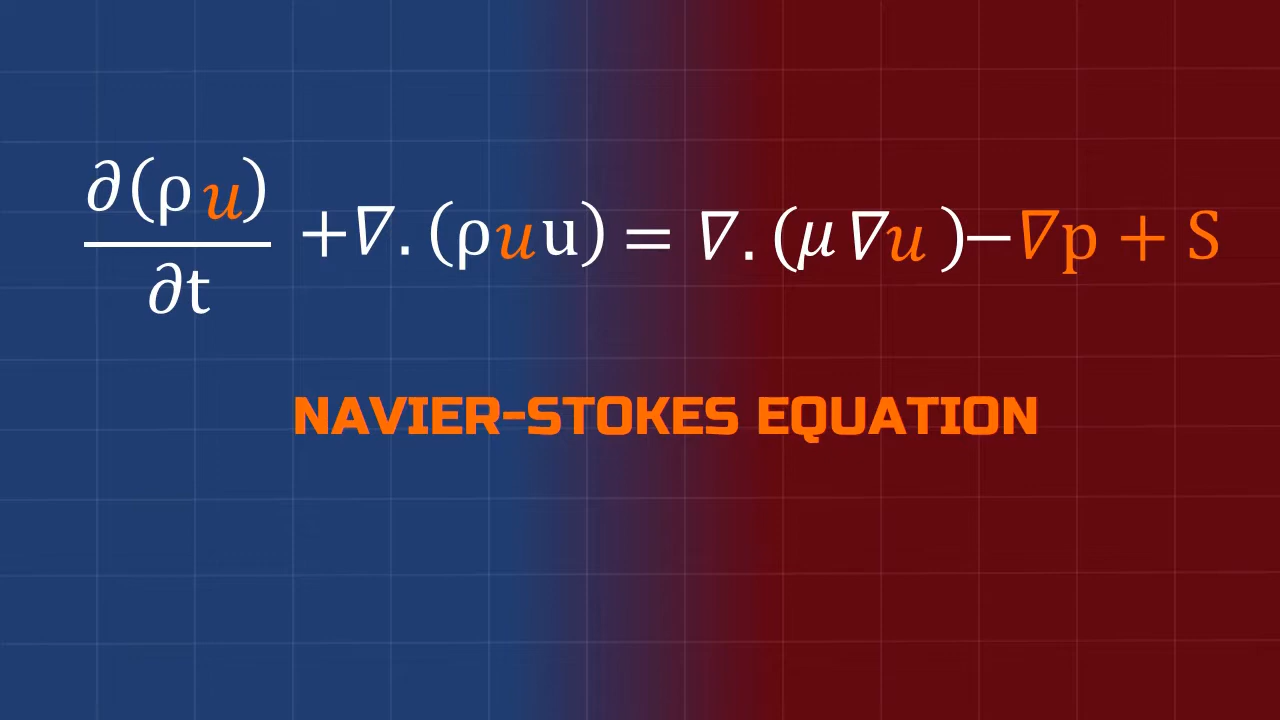 ∂(ρu)/∂t + ∇.(ρuu) = ∇.(μ∇u)−∇p + S
NAVIER-STOKES EQUATION